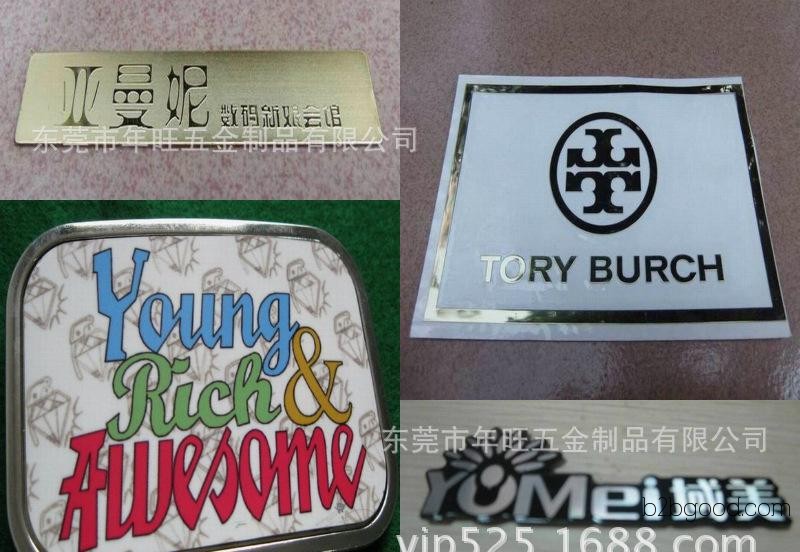 亚曼妮 数码新娘会馆
东莞市年旺五金制品有限公司
TORY BURCH
Young
Rich &
Awesome
东莞市年旺五金制品有限公司
YOMei域美
b2bgood.com
vip525.1688.com